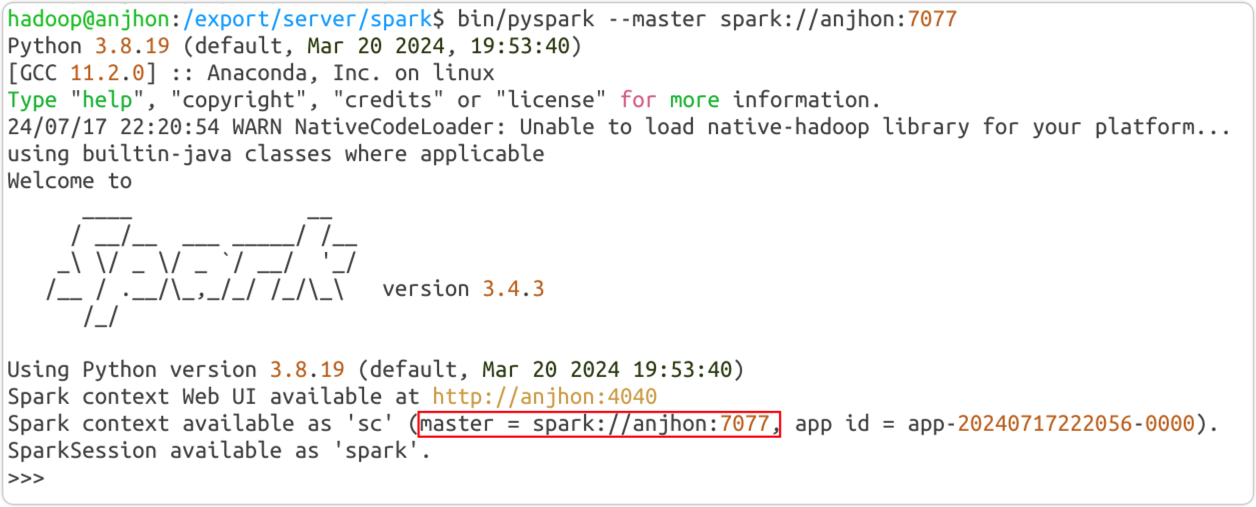 hadoop@anjhon:/export/server/spark$ bin/pyspark --master spark://anjhon:7077
Python 3.8.19 (default, Mar 20 2024, 19:53:40)
[GCC 11.2.0] :: Anaconda, Inc. on linux
Type "help", "copyright", "credits" or "license" for more information.
24/07/17 22:20:54 WARN NativeCodeLoader: Unable to load native-hadoop library for your platform...
using builtin-java classes where applicable
Welcome to
      ____              __
     / __/__  ___ _____/ /__
    _\ \/ _ \/ _ `/ __/  '_/
   /__ / .__/\_,_/_/ /_/\_\   version 3.4.3
      /_/
Using Python version 3.8.19 (default, Mar 20 2024 19:53:40)
Spark context Web UI available at http://anjhon:4040
Spark context available as 'sc' (master = spark://anjhon:7077, app id = app-20240717222056-0000).
SparkSession available as 'spark'.
>>>